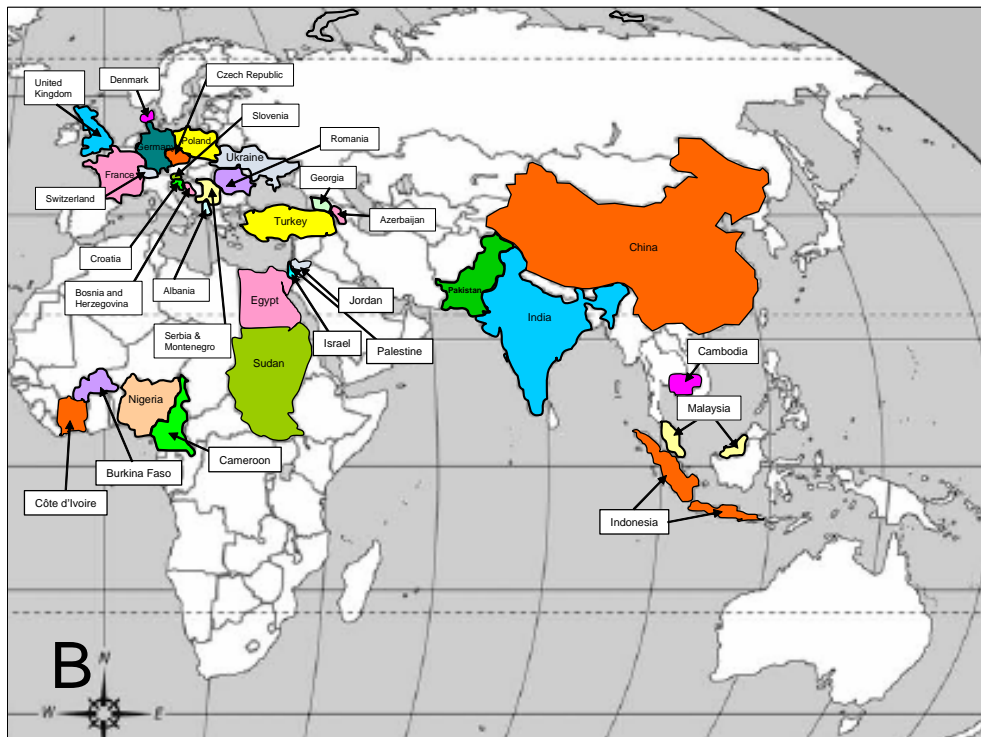 Denmark
Czech Republic
United
Kingdom
Slovenia
Romania
Germany
Poland
Ukraine
France
Georgia
Switzerland
Turkey
Azerbaijan
China
Croatia
Bosnia and
Herzegovina
Albania
Egypt
Jordan
Pakistan
India
Serbia &
Montenegro
Israel
Palestine
Sudan
Cambodia
Nigeria
Malaysia
Burkina Faso
Cameroon
Côte d'Ivoire
Indonesia
B
N
W
E